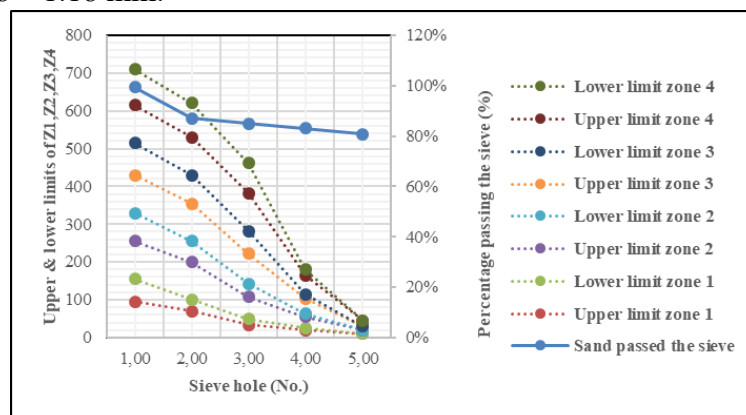 800
700
600
500
400
300
200
100
0
Upper & lower limits of Z1,Z2,Z3,Z4
120%
100%
80%
60%
40%
20%
0%
Percentage passing the sieve (%)
1,00 2,00 3,00 4,00 5,00
Sieve hole (No.)
Lower limit zone 4
Upper limit zone 4
Lower limit zone 3
Upper limit zone 3
Lower limit zone 2
Upper limit zone 2
Lower limit zone 1
Upper limit zone 1
Sand passed the sieve